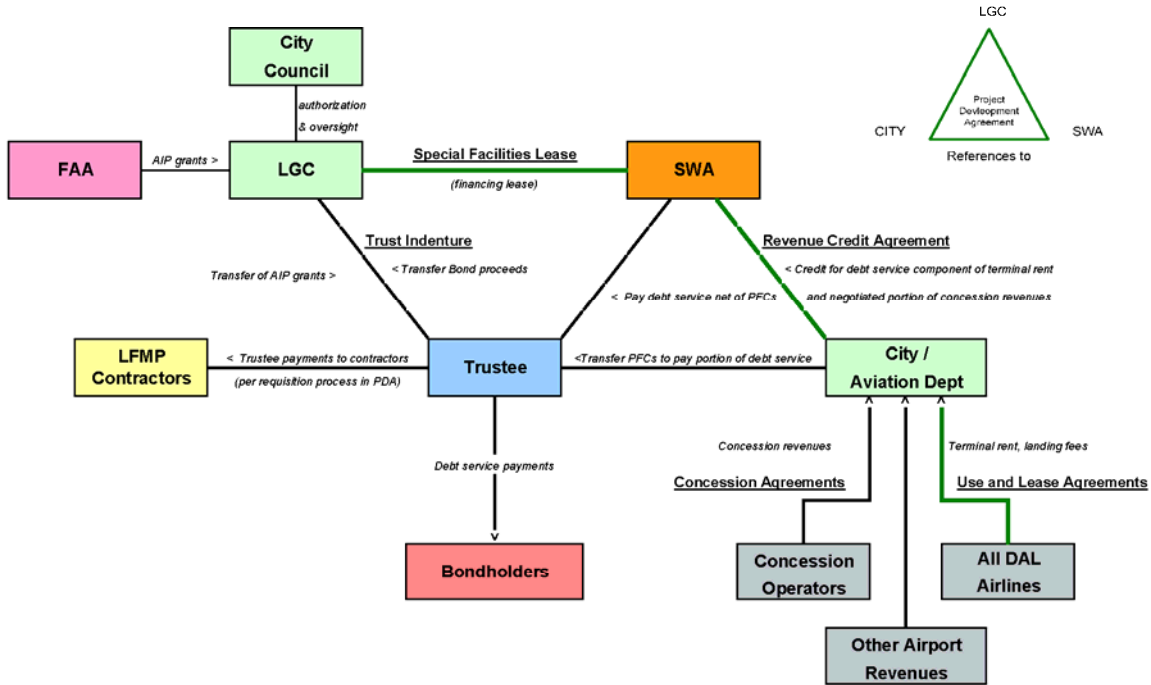 LGC
City
Council
Project
Devleopment
Agreement
CITY
SWA
References to
authorization
& oversight
FAA
AIP grants >
LGC
Special Facilities Lease
(financing lease)
SWA
Trust Indenture
Transfer of AIP grants >
< Transfer Bond proceeds
Revenue Credit Agreement
< Credit for debt service component of terminal rent
< Pay debt service net of PFCs
and negotiated portion of concession revenues
LFMP
Contractors
< Trustee payments to contractors
(per requisition process in PDA)
Trustee
<Transfer PFCs to pay portion of debt service
City /
Aviation Dept
Concession revenues
Terminal rent, landing fees
Debt service payments
Concession Agreements
Use and Lease Agreements
Bondholders
Concession
Operators
All DAL
Airlines
Other Airport
Revenues